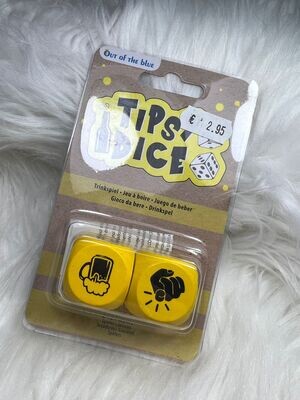 Out of the blue
TIPSY
DICE
€ 2.95
Trinkspiel - Jeu à boire - Juego de beber
Gioco da bere - Drinkspel